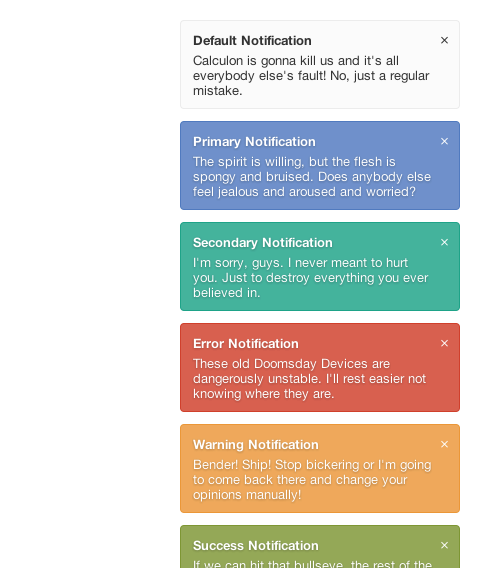 Default Notification ×
Calculon is gonna kill us and it's all
everybody else's fault! No, just a regular
mistake.
Primary Notification ×
The spirit is willing, but the flesh is
spongy and bruised. Does anybody else
feel jealous and aroused and worried?
Secondary Notification ×
I'm sorry, guys. I never meant to hurt
you. Just to destroy everything you ever
believed in.
Error Notification ×
These old Doomsday Devices are
dangerously unstable. I'll rest easier not
knowing where they are.
Warning Notification ×
Bender! Ship! Stop bickering or I'm going
to come back there and change your
opinions manually!
Success Notification ×
If we can hit that bullseye, the rest of the